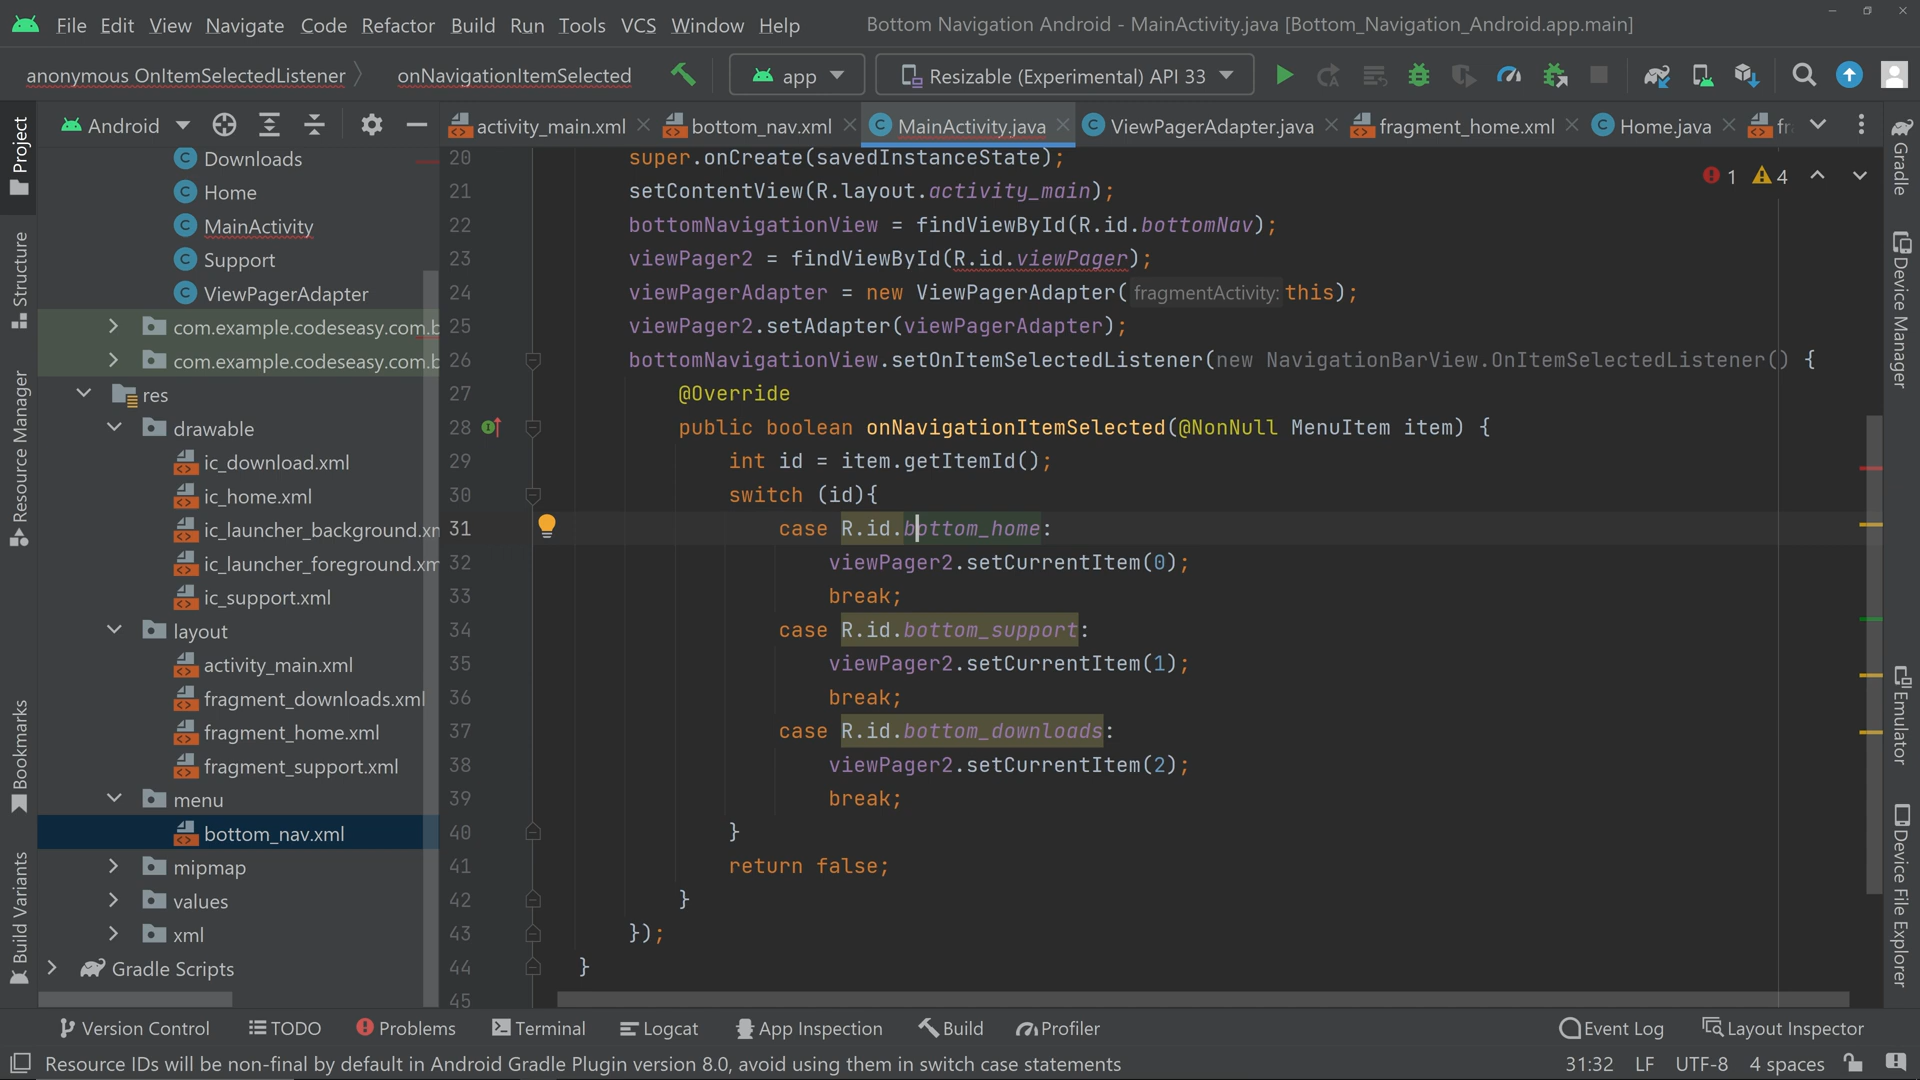 File Edit View Navigate Code Refactor Build Run Tools VCS Window Help
Bottom Navigation Android - MainActivity.java [Bottom_Navigation_Android.app.main]
anonymous OnItemSelectedListener
onNavigationItemSelected
app
Resizable (Experimental) API 33
Project
Structure
Resource Manager
Bookmarks
Build Variants
Android
Downloads
Home
MainActivity
Support
ViewPagerAdapter
com.example.codeseasy.com.b
com.example.codeseasy.com.b
res
drawable
ic_download.xml
ic_home.xml
ic_launcher_background.xm
ic_launcher_foreground.xm
ic_support.xml
layout
activity_main.xml
fragment_downloads.xml
fragment_home.xml
fragment_support.xml
menu
bottom_nav.xml
mipmap
values
xml
Gradle Scripts
activity_main.xml
bottom_nav.xml
MainActivity.java
ViewPagerAdapter.java
fragment_home.xml
Home.java
fr
1 4
20 super.onCreate(savedInstanceState);
21 setContentView(R.layout.activity_main);
22 bottomNavigationView = findViewById(R.id.bottomNav);
23 viewPager2 = findViewById(R.id.viewPager);
24 viewPagerAdapter = new ViewPagerAdapter( fragmentActivity: this);
25 viewPager2.setAdapter(viewPagerAdapter);
26 bottomNavigationView.setOnItemSelectedListener(new NavigationBarView.OnItemSelectedListener() {
27 @Override
28 public boolean onNavigationItemSelected(@NonNull MenuItem item) {
29 int id = item.getItemId();
30 switch (id){
31 case R.id.bottom_home:
32 viewPager2.setCurrentItem(0);
33 break;
34 case R.id.bottom_support:
35 viewPager2.setCurrentItem(1);
36 break;
37 case R.id.bottom_downloads:
38 viewPager2.setCurrentItem(2);
39 break;
40 }
41 return false;
42 }
43 });
44 }
45
Gradle
Device Manager
Emulator
Device File Explorer
Version Control
TODO
Problems
Terminal
Logcat
App Inspection
Build
Profiler
Event Log
Layout Inspector
Resource IDs will be non-final by default in Android Gradle Plugin version 8.0, avoid using them in switch case statements
31:32 LF UTF-8 4 spaces